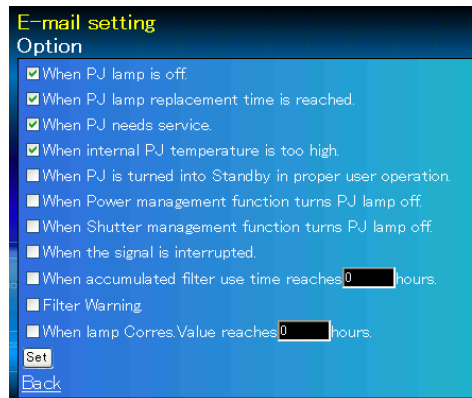 E-mail setting
Option
When PJ lamp is off.
When PJ lamp replacement time is reached.
When PJ needs service.
When internal PJ temperature is too high.
When PJ is turned into Standby in proper user operation.
When Power management function turns PJ lamp off.
When Shutter management function turns PJ lamp off.
When the signal is interrupted.
When accumulated filter use time reaches 0 hours.
Filter Warning.
When lamp Corres.Value reaches 0 hours.
Set
Back